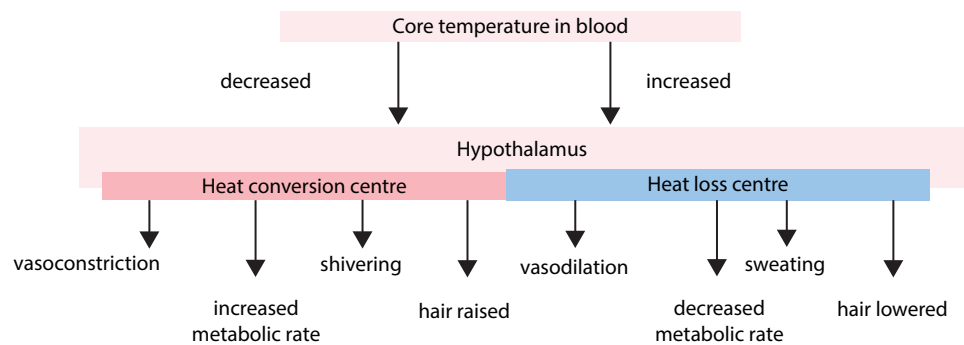 Core temperature in blood
decreased
increased
Hypothalamus
Heat conversion centre
Heat loss centre
vasoconstriction
shivering
vasodilation
sweating
increased
metabolic rate
hair raised
decreased
metabolic rate
hair lowered